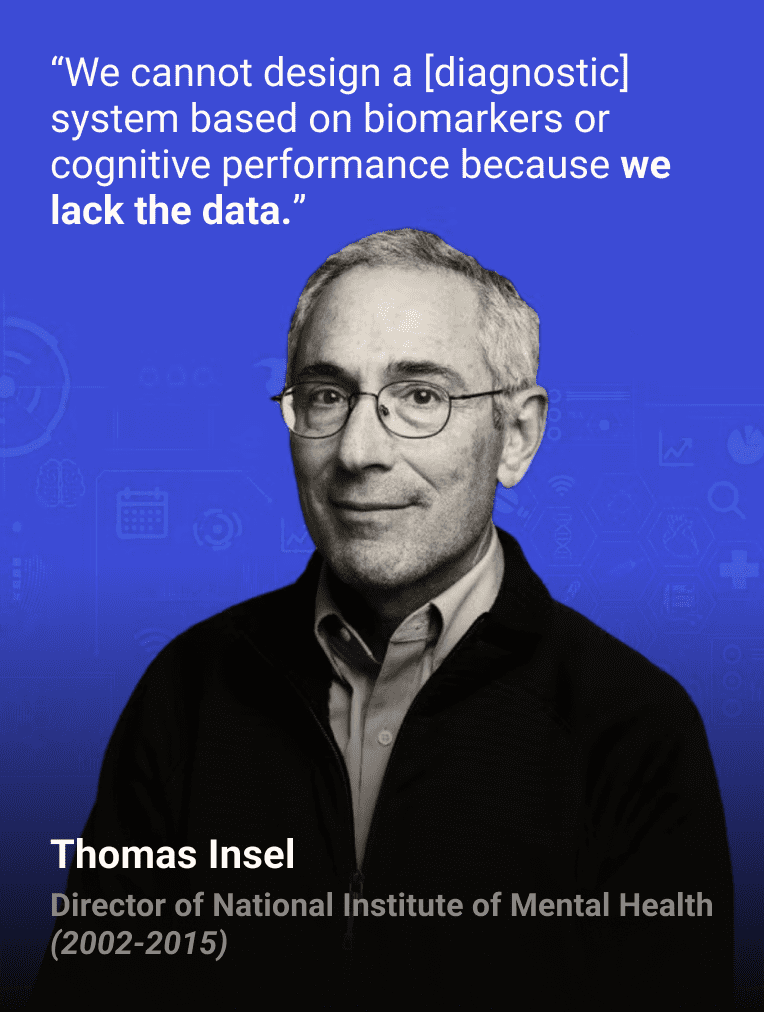 “We cannot design a [diagnostic]
system based on biomarkers or
cognitive performance because we
lack the data.”
Thomas Insel
Director of National Institute of Mental Health
(2002-2015)